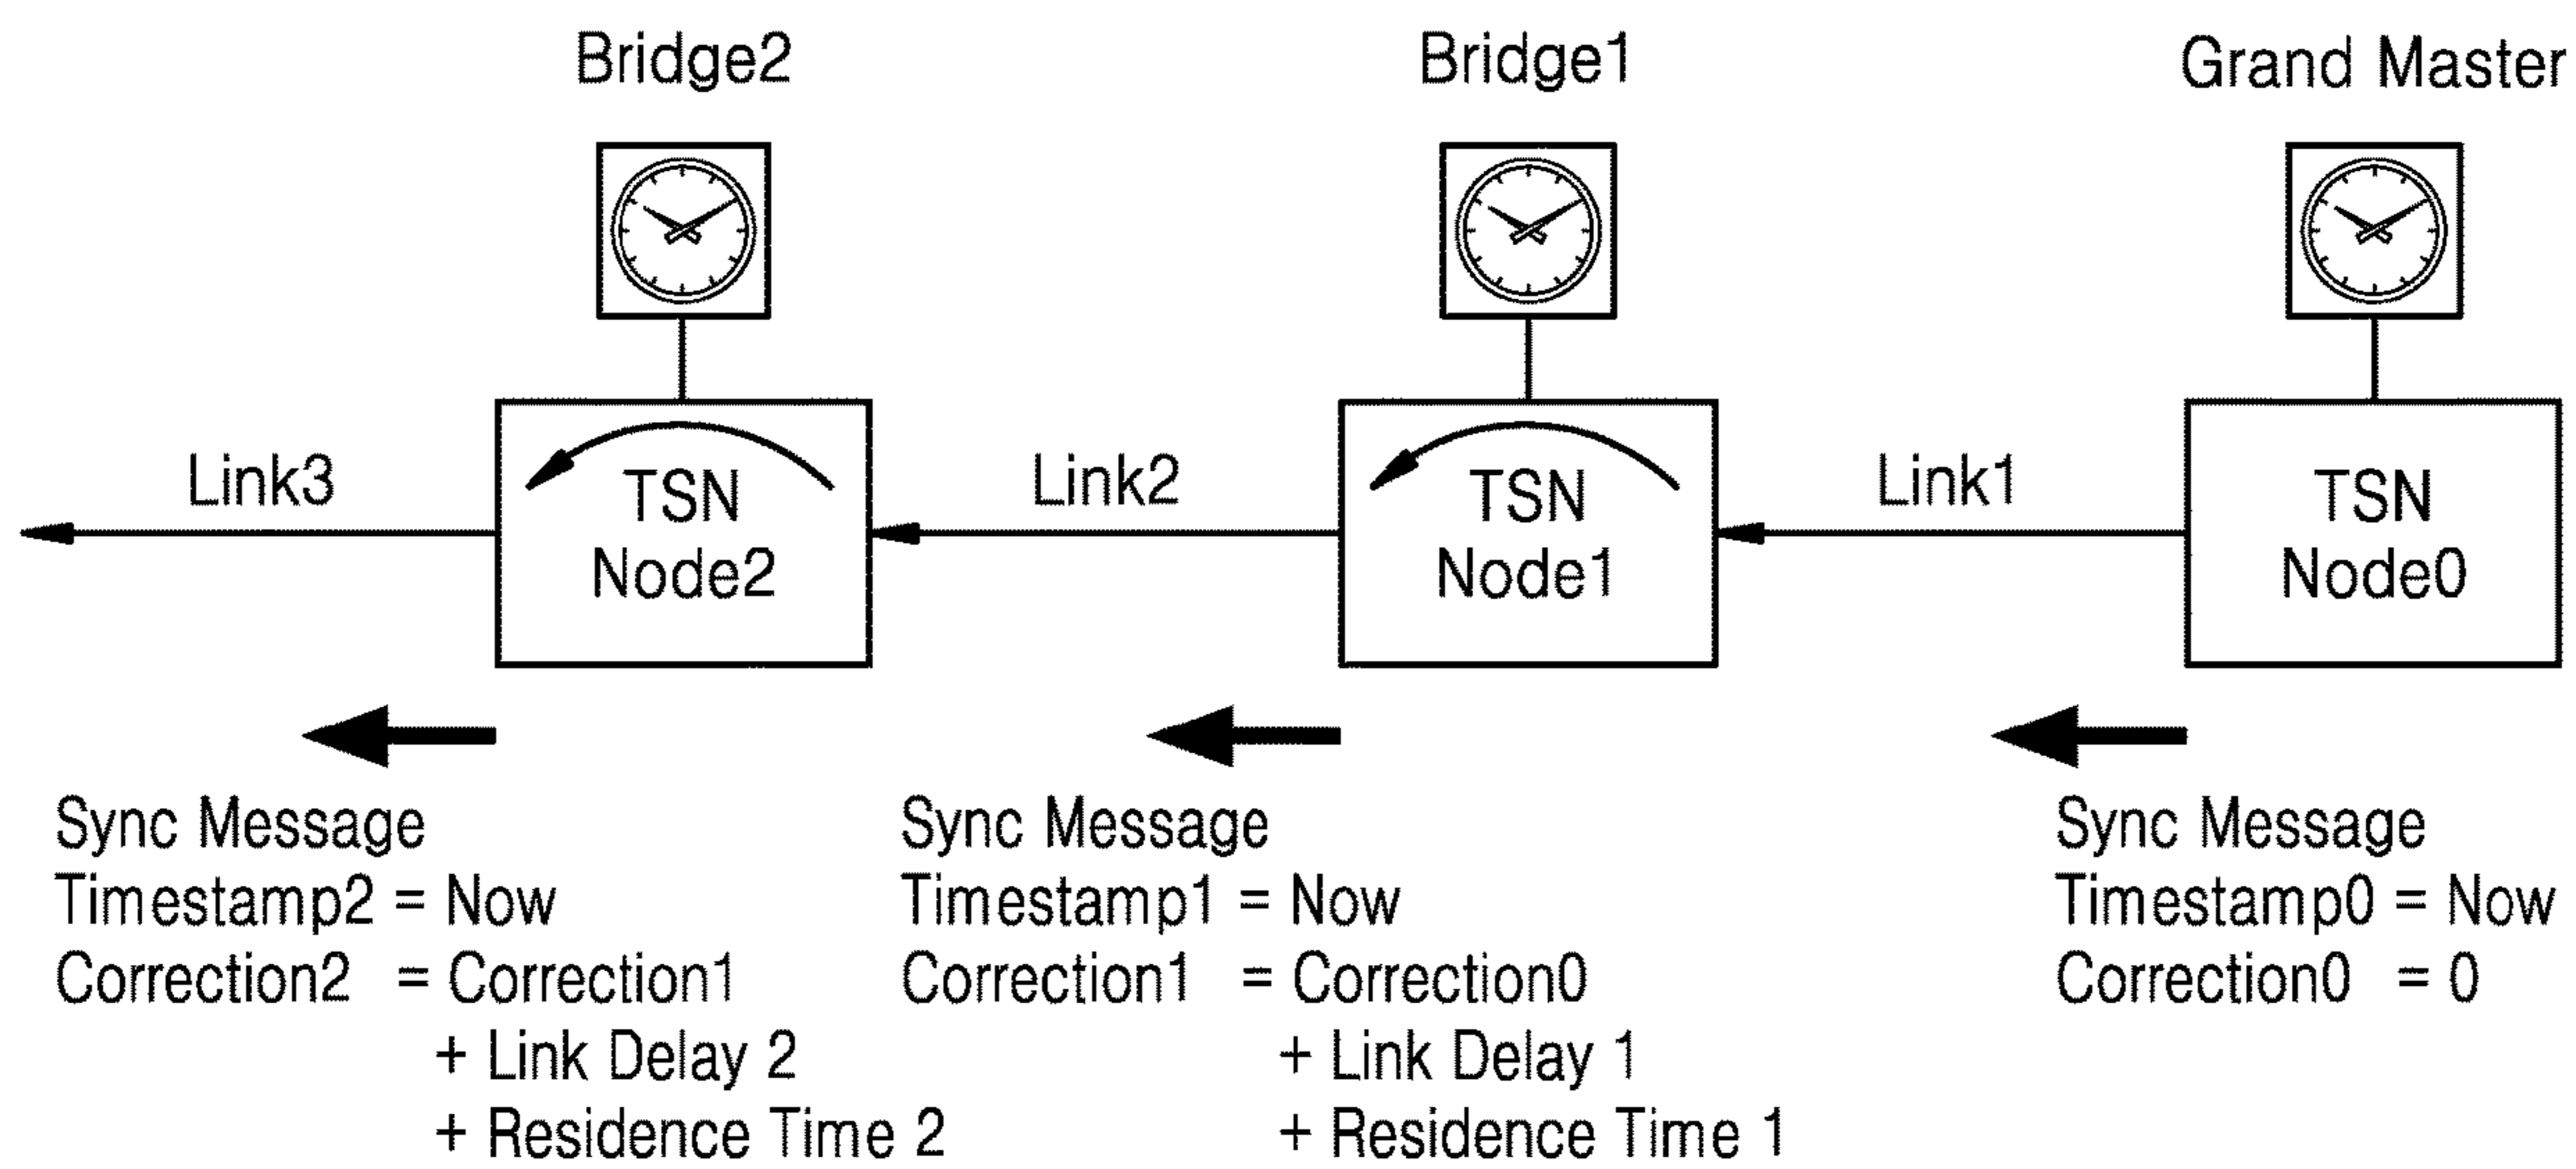 Bridge2
Bridge1
Grand Master
Link3
TSN
Node2
Link2
TSN
Node1
Link1
TSN
Node0
Sync Message
Timestamp2 = Now
Correction2 = Correction1
+ Link Delay 2
+ Residence Time 2
Sync Message
Timestamp1 = Now
Correction1 = Correction0
+ Link Delay 1
+ Residence Time 1
Sync Message
Timestamp0 = Now
Correction0 = 0